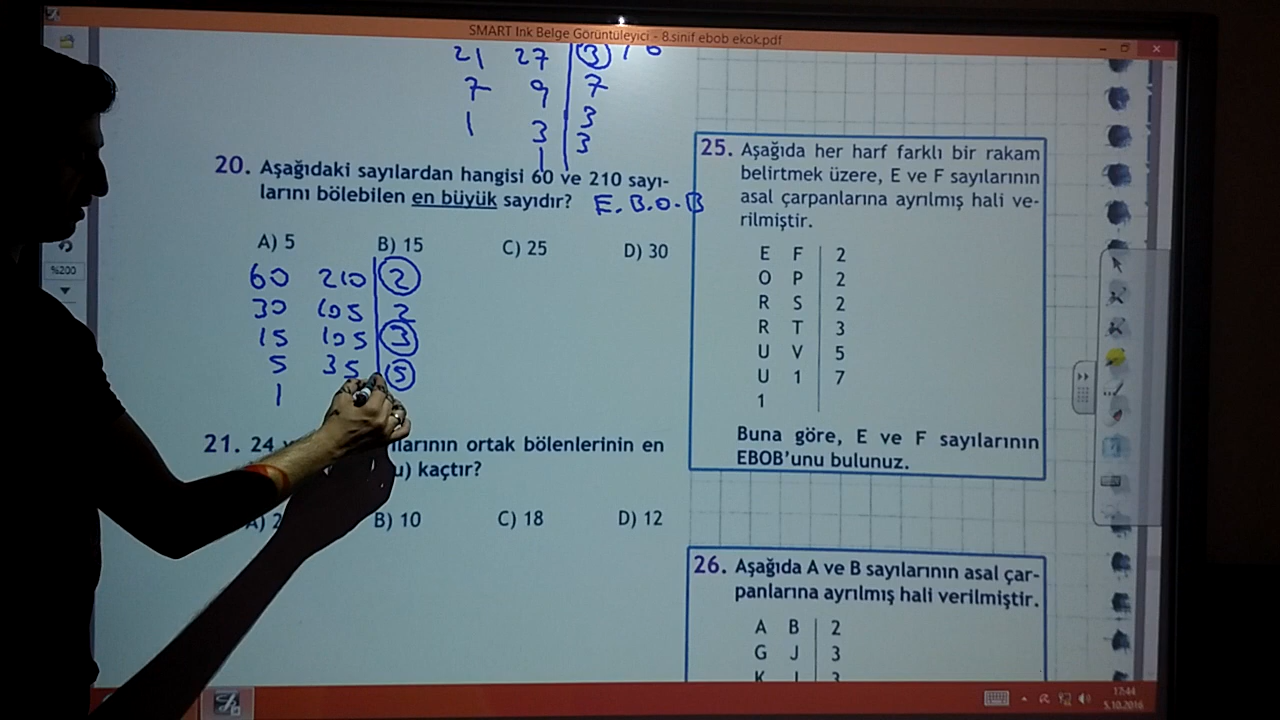 SMART Ink Belge Görüntüleyici - 8.sinif ebob ekok.pdf
21 27 3
7 9 7
1 3 3
1 3
20. Aşağıdaki sayılardan hangisi 60 ve 210 sayı-
larını bölebilen en büyük sayıdır? E.B.O.B
A) 5 B) 15 C) 25 D) 30
60 210 2
30 105 2
15 105 3
5 35 5
1
21. 24 larının ortak bölenlerinin en
kaçtır?
B) 10 C) 18 D) 12
25. Aşağıda her harf farklı bir rakam
belirtmek üzere, E ve F sayılarının
asal çarpanlarına ayrılmış hali ve-
rilmiştir.
E F 2
O P 2
R S 2
R T 3
U V 5
U 1 7
1
Buna göre, E ve F sayılarının
EBOB'unu bulunuz.
26. Aşağıda A ve B sayılarının asal çar-
panlarına ayrılmış hali verilmiştir.
A B 2
G J 3
%200
17:44
5.10.2016